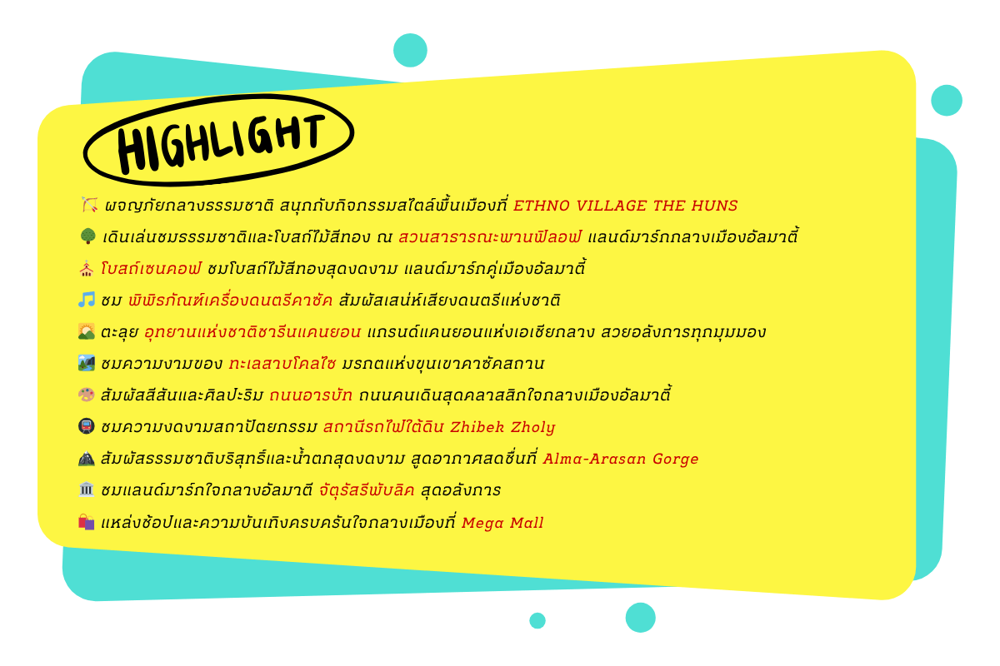 HIGHLIGHT
🏹 ผจญภัยกลางธรรมชาติ สนุกกับกิจกรรมสไตล์พื้นเมืองที่ ETHNO VILLAGE THE HUNS
🌳 เดินเล่นชมธรรมชาติและโบสถ์ไม้สีทอง ณ สวนสาธารณะพานฟิลอฟ แลนด์มาร์กกลางเมืองอัลมาตี้
⛪ โบสถ์เซนคอฟ ชมโบสถ์ไม้สีทองสุดงดงาม แลนด์มาร์กคู่เมืองอัลมาตี้
🎵 ชม พิพิธภัณฑ์เครื่องดนตรีคาซัค สัมผัสเสน่ห์เสียงดนตรีแห่งชาติ
🌄 ตะลุย อุทยานแห่งชาติชารีนแคนยอน แกรนด์แคนยอนแห่งเอเชียกลาง สวยอลังการทุกมุมมอง
🏞️ ชมความงามของ ทะเลสาบโคลไซ มรกตแห่งขุนเขาคาซัคสถาน
🎨 สัมผัสสีสันและศิลปะริม ถนนอารบัท ถนนคนเดินสุดคลาสสิกใจกลางเมืองอัลมาตี้
🚇 ชมความงดงามสถาปัตยกรรม สถานีรถไฟใต้ดิน Zhibek Zholy
⛰️ สัมผัสธรรมชาติบริสุทธิ์และน้ำตกสุดงดงาม สูดอากาศสดชื่นที่ Alma-Arasan Gorge
🏛️ ชมแลนด์มาร์กใจกลางอัลมาตี จัตุรัสรีพับลิค สุดอลังการ
🛍️ แหล่งช้อปและความบันเทิงครบครันใจกลางเมืองที่ Mega Mall